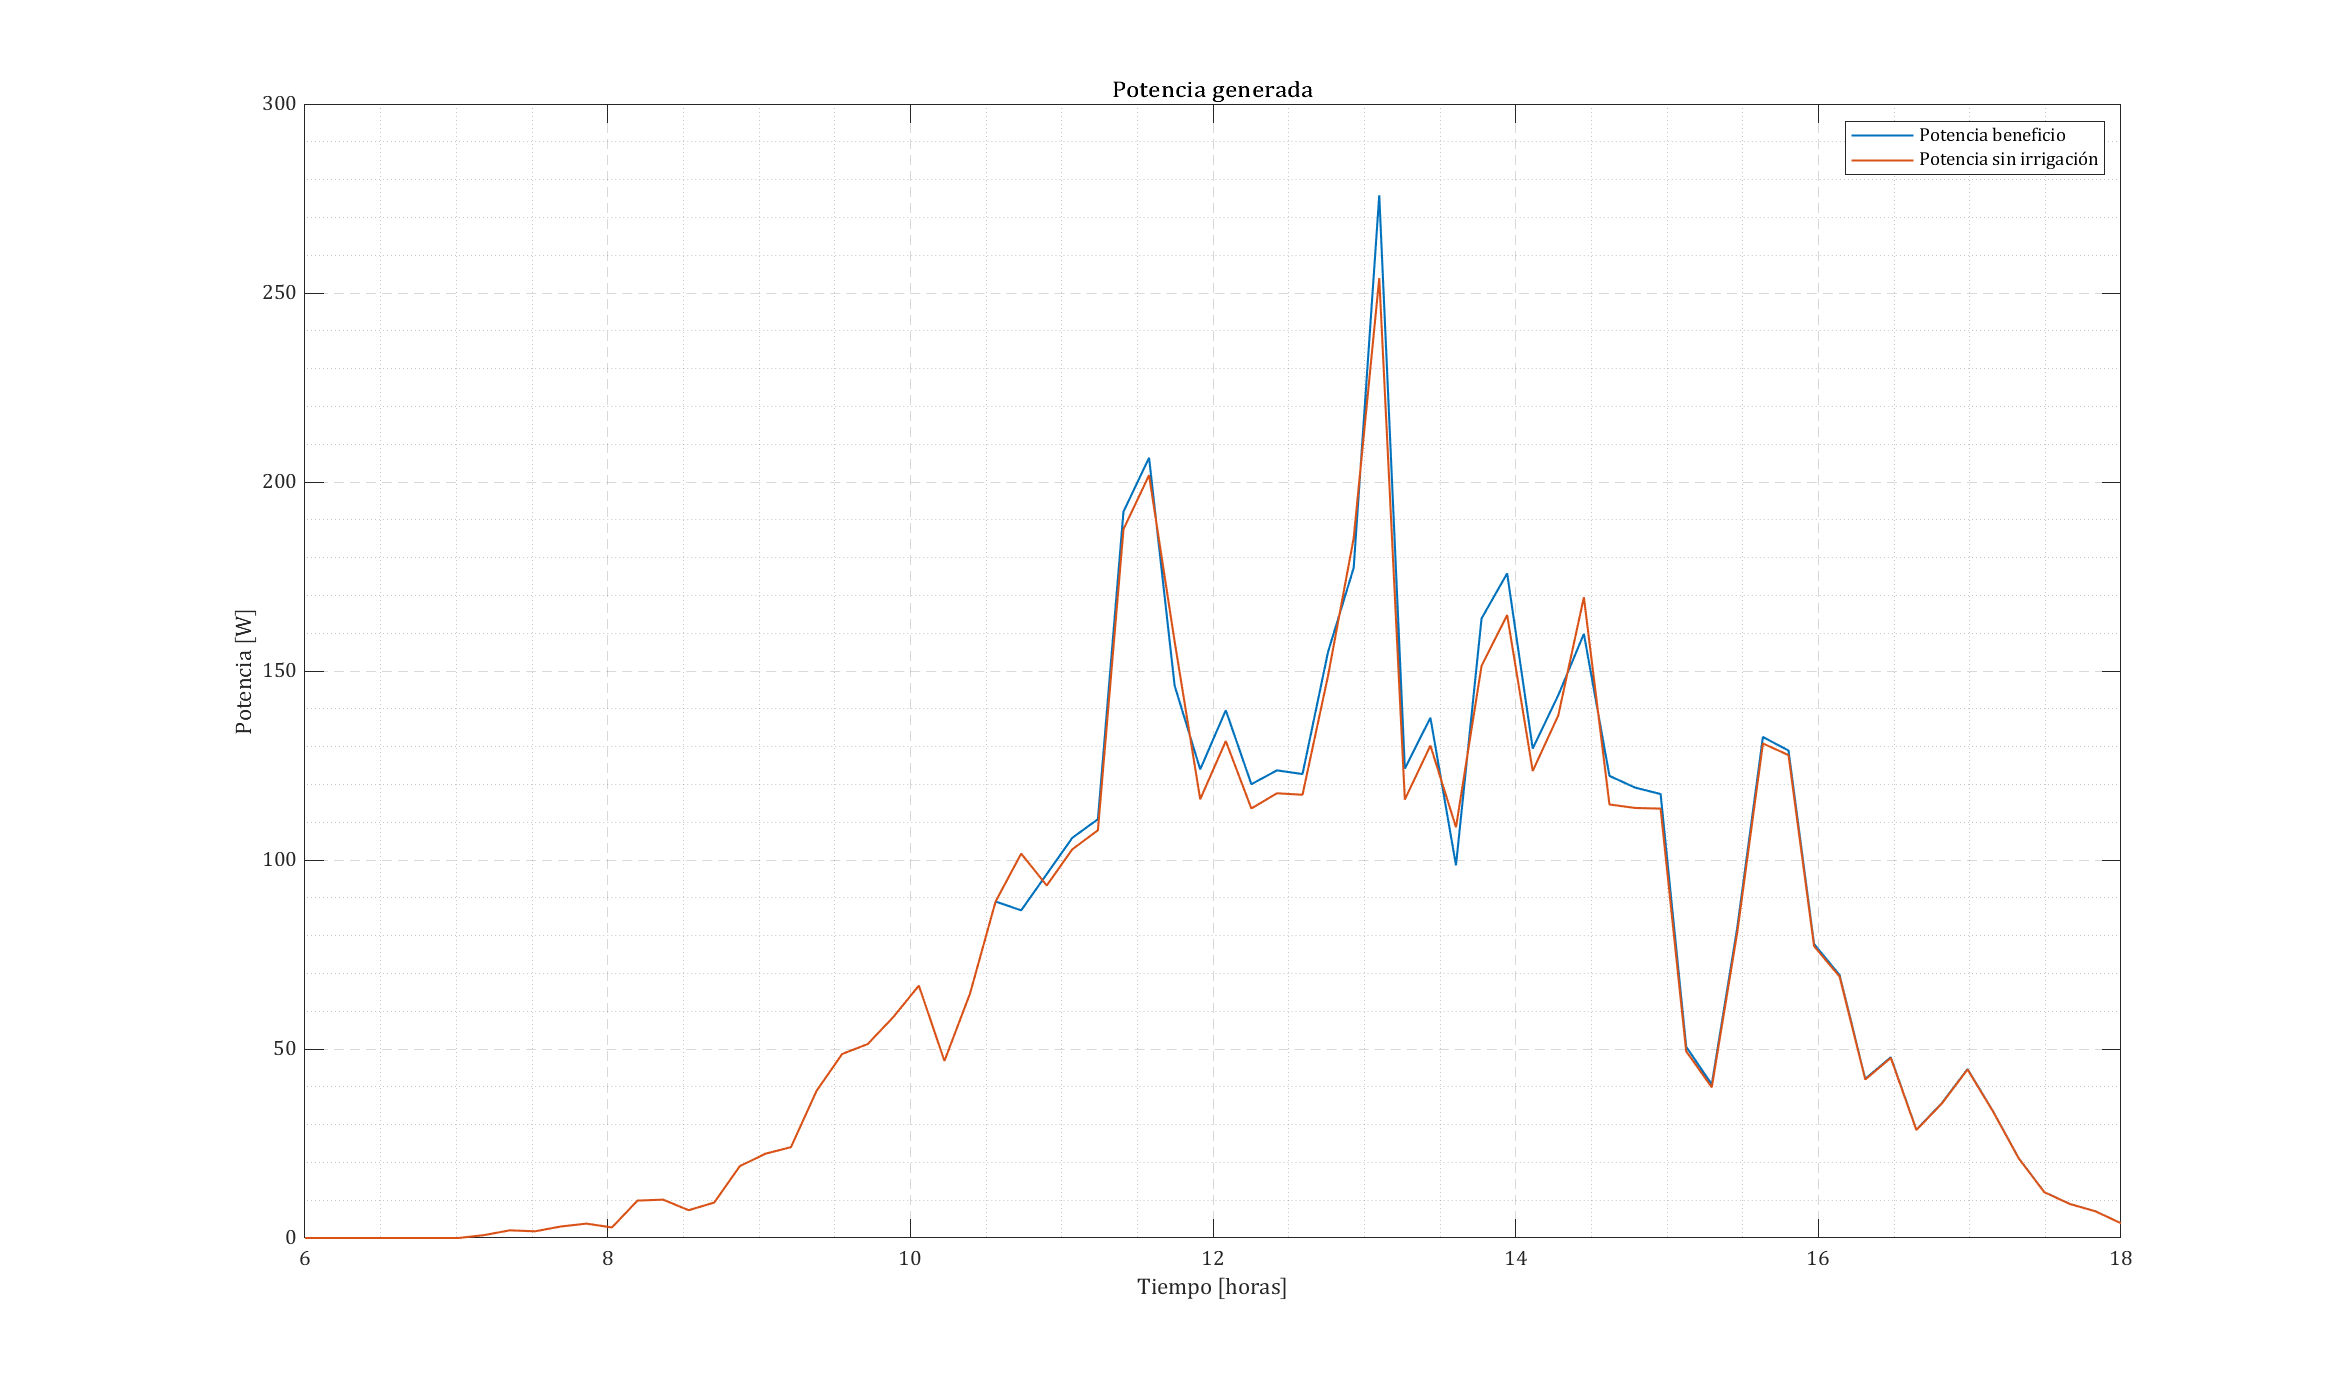 Potencia generada
300
250
200
150
100
50
0
Potencia [W]
6 8 10 12 14 16 18
Tiempo [horas]
Potencia beneficio
Potencia sin irrigación